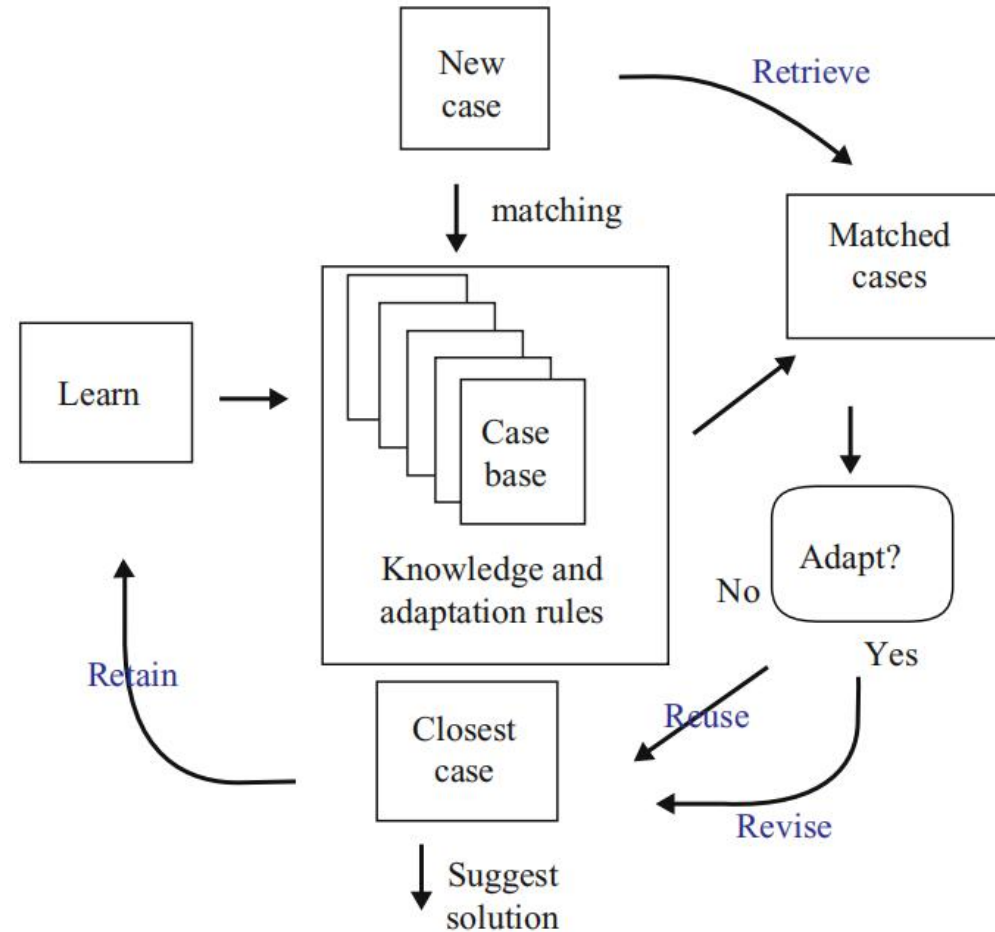 New
case
Retrieve
matching
Matched
cases
Learn
Case
base
Knowledge and
adaptation rules
Adapt?
No
Yes
Retain
Reuse
Closest
case
Revise
Suggest
solution